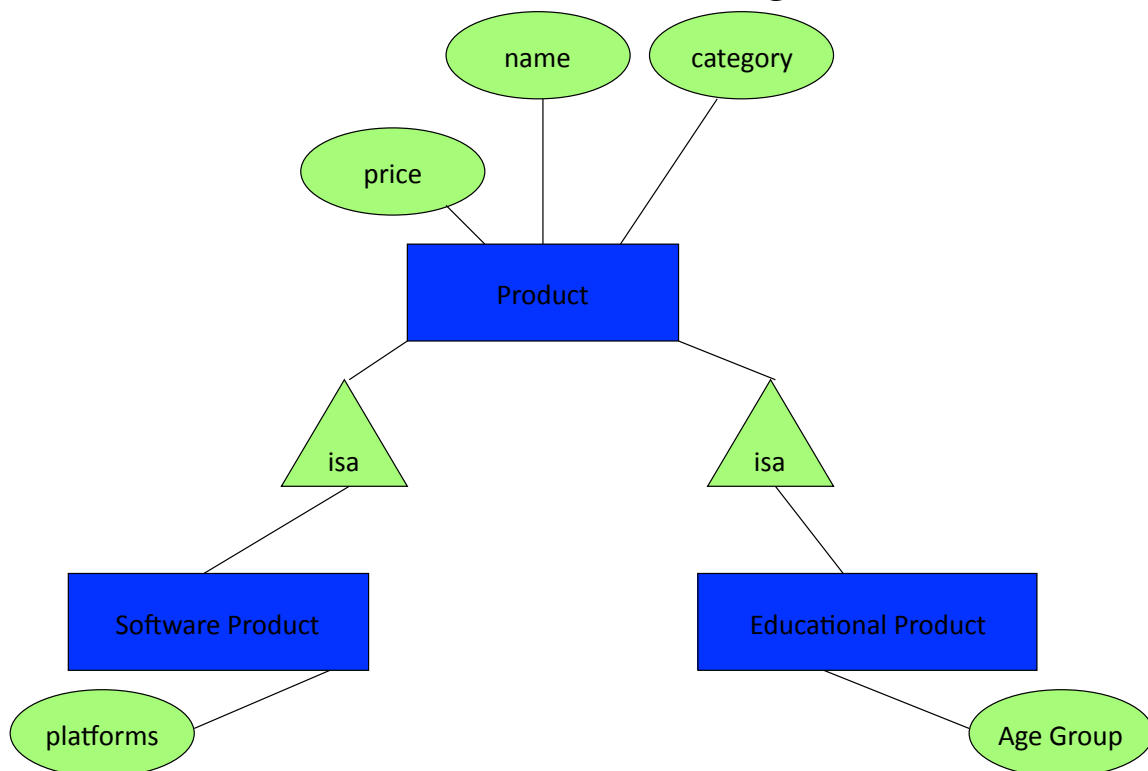 name
category
price
Product
isa
isa
Software Product
Educational Product
platforms
Age Group